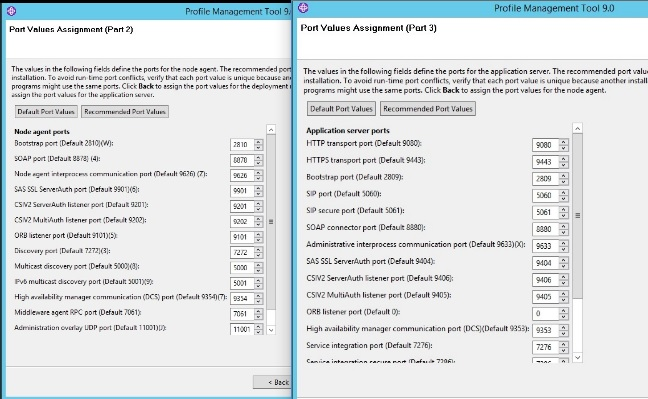 Profile Management Tool 9.
Port Values Assignment (Part 2)
The values in the following fields define the ports for the node agent. The recommended port
installation. To avoid run-time port conflicts, verify that each port value is unique because an
programs might use the same ports. Click Back to assign the port values for the deployment
assign the port values for the application server.
Default Port Values
Recommended Port Values
Node agent ports
Bootstrap port (Default 2810)(W): 2810
SOAP port (Default 8878) (4): 8878
Node agent interprocess communication port (Default 9626) (Z): 9626
SAS SSL ServerAuth port (Default 9901)(6): 9901
CSIV2 ServerAuth listener port (Default 9201): 9201
CSIV2 MultiAuth listener port (Default 9202): 9202
ORB listener port (Default 9101)(5): 9101
Discovery port (Default 7272)(3): 7272
Multicast discovery port (Default 5000)(8): 5000
IPv6 multicast discovery port (Default 5001)(9): 5001
High availability manager communication (DCS) port (Default 9354)(7): 9354
Middleware agent RPC port (Default 7061): 7061
Administration overlay UDP port (Default 11001)(J): 11001
< Back
Profile Management Tool 9.0
Port Values Assignment (Part 3)
The values in the following fields define the ports for the application server. The recommended port valu
installation. To avoid run-time port conflicts, verify that each port value is unique because another install
programs might use the same ports. Click Back to assign the port values for the node agent.
Default Port Values
Recommended Port Values
Application server ports
HTTP transport port (Default 9080): 9080
HTTPS transport port (Default 9443): 9443
Bootstrap port (Default 2809): 2809
SIP port (Default 5060): 5060
SIP secure port (Default 5061): 5061
SOAP connector port (Default 8880): 8880
Administrative interprocess communication port (Default 9633)(X): 9633
SAS SSL ServerAuth port (Default 9404): 9404
CSIV2 ServerAuth listener port (Default 9406): 9406
CSIV2 MultiAuth listener port (Default 9405): 9405
ORB listener port (Default 0): 0
High availability manager communication port (DCS)(Default 9353): 9353
Service integration port (Default 7276): 7276
Service integration secure port (Default 7286): 7286